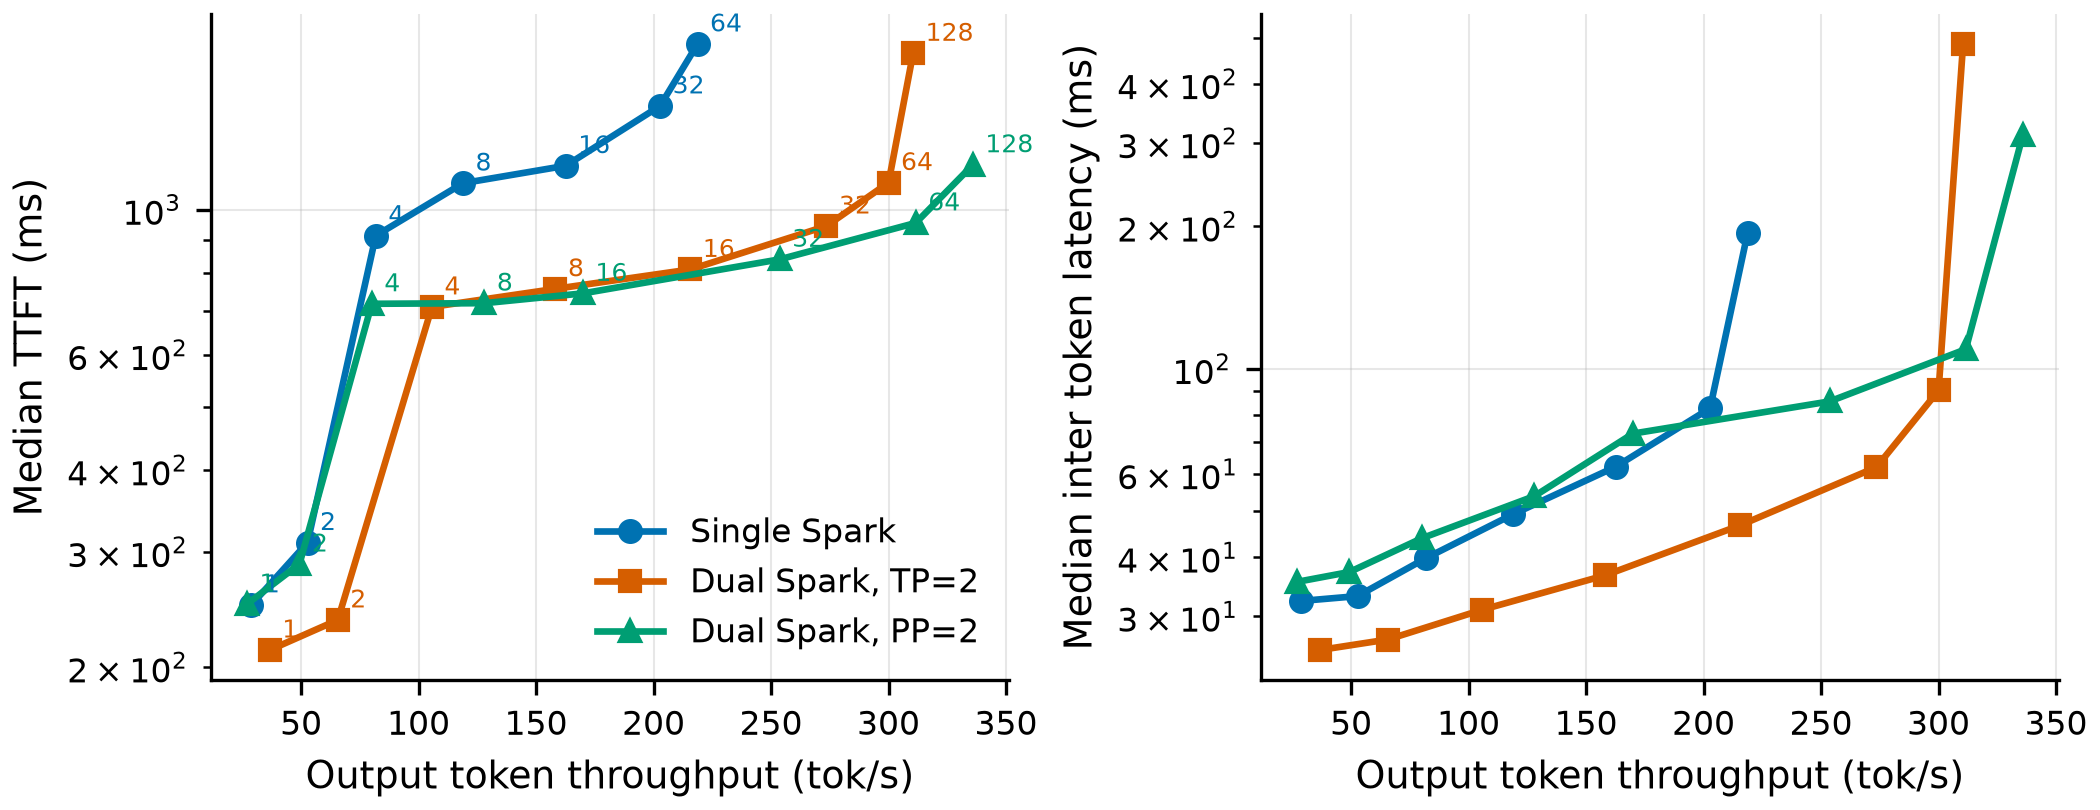 Median TTFT (ms)
10³
6 × 10²
4 × 10²
3 × 10²
2 × 10²
50 100 150 200 250 300 350
Output token throughput (tok/s)
1
2
4
8
16
32
64
1
2
4
8
16
32
64
128
2
4
8
16
32
64
128
Single Spark
Dual Spark, TP=2
Dual Spark, PP=2
Median inter token latency (ms)
4 × 10²
3 × 10²
2 × 10²
10²
6 × 10¹
4 × 10¹
3 × 10¹
50 100 150 200 250 300 350
Output token throughput (tok/s)